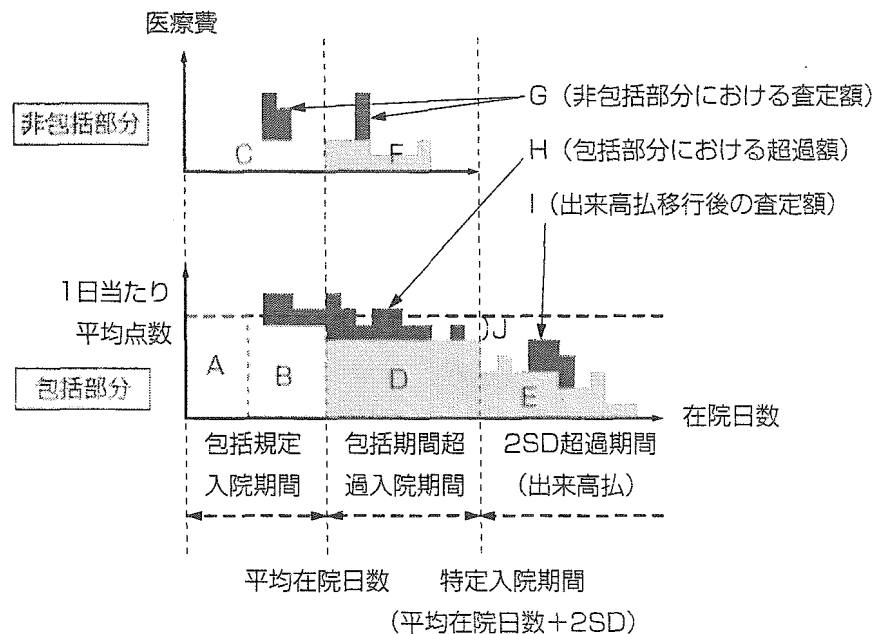 医療費
非包括部分
C
F
G（非包括部分における査定額）
H（包括部分における超過額）
I（出来高払移行後の査定額）
1日当たり
平均点数
包括部分
A
B
D
J
E
在院日数
包括規定
入院期間
包括期間超
過入院期間
2SD超過期間
（出来高払）
平均在院日数
特定入院期間
（平均在院日数＋2SD）